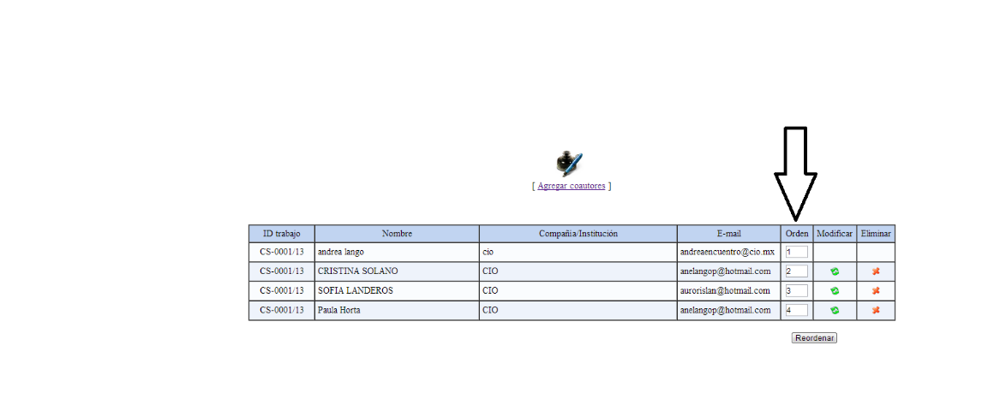 [ Agregar coautores ]
ID trabajo Nombre Compañia/Institución E-mail Orden Modificar Eliminar
CS-0001/13 andrea lango cio andreaencuentro@cio.mx 1
CS-0001/13 CRISTINA SOLANO CIO anelangop@hotmail.com 2
CS-0001/13 SOFIA LANDEROS CIO aurorislan@hotmail.com 3
CS-0001/13 Paula Horta CIO anelangop@hotmail.com 4
Reordenar